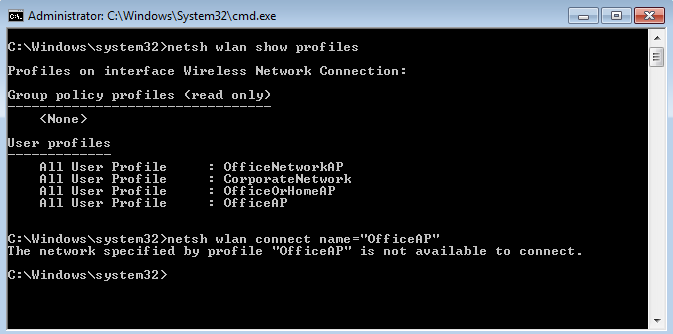 Administrator: C:\Windows\System32\cmd.exe
C:\Windows\system32>netsh wlan show profiles
Profiles on interface Wireless Network Connection:
Group policy profiles (read only)
---------------------------------
    <None>
User profiles
-------------
    All User Profile     : OfficeNetworkAP
    All User Profile     : CorporateNetwork
    All User Profile     : OfficeOrHomeAP
    All User Profile     : OfficeAP
C:\Windows\system32>netsh wlan connect name="OfficeAP"
The network specified by profile "OfficeAP" is not available to connect.
C:\Windows\system32>